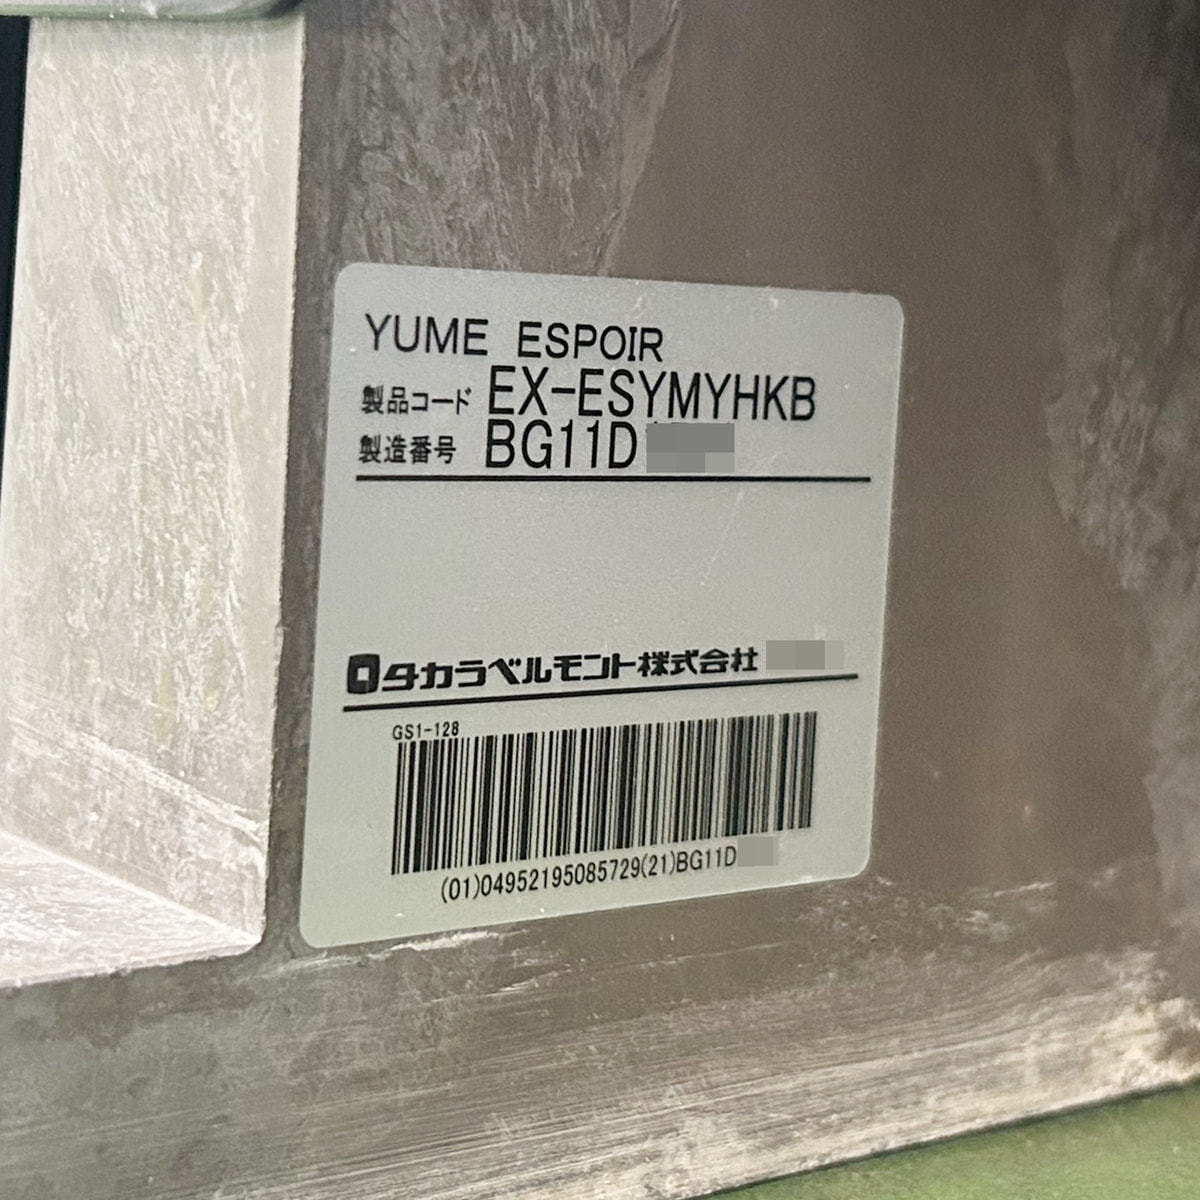 YUME ESPOIR
製品コード EX-ESYMYHKB
製造番号 BG11D
タカラベルモント株式会社
GS1-128
(01)04952195085729(21)BG11D